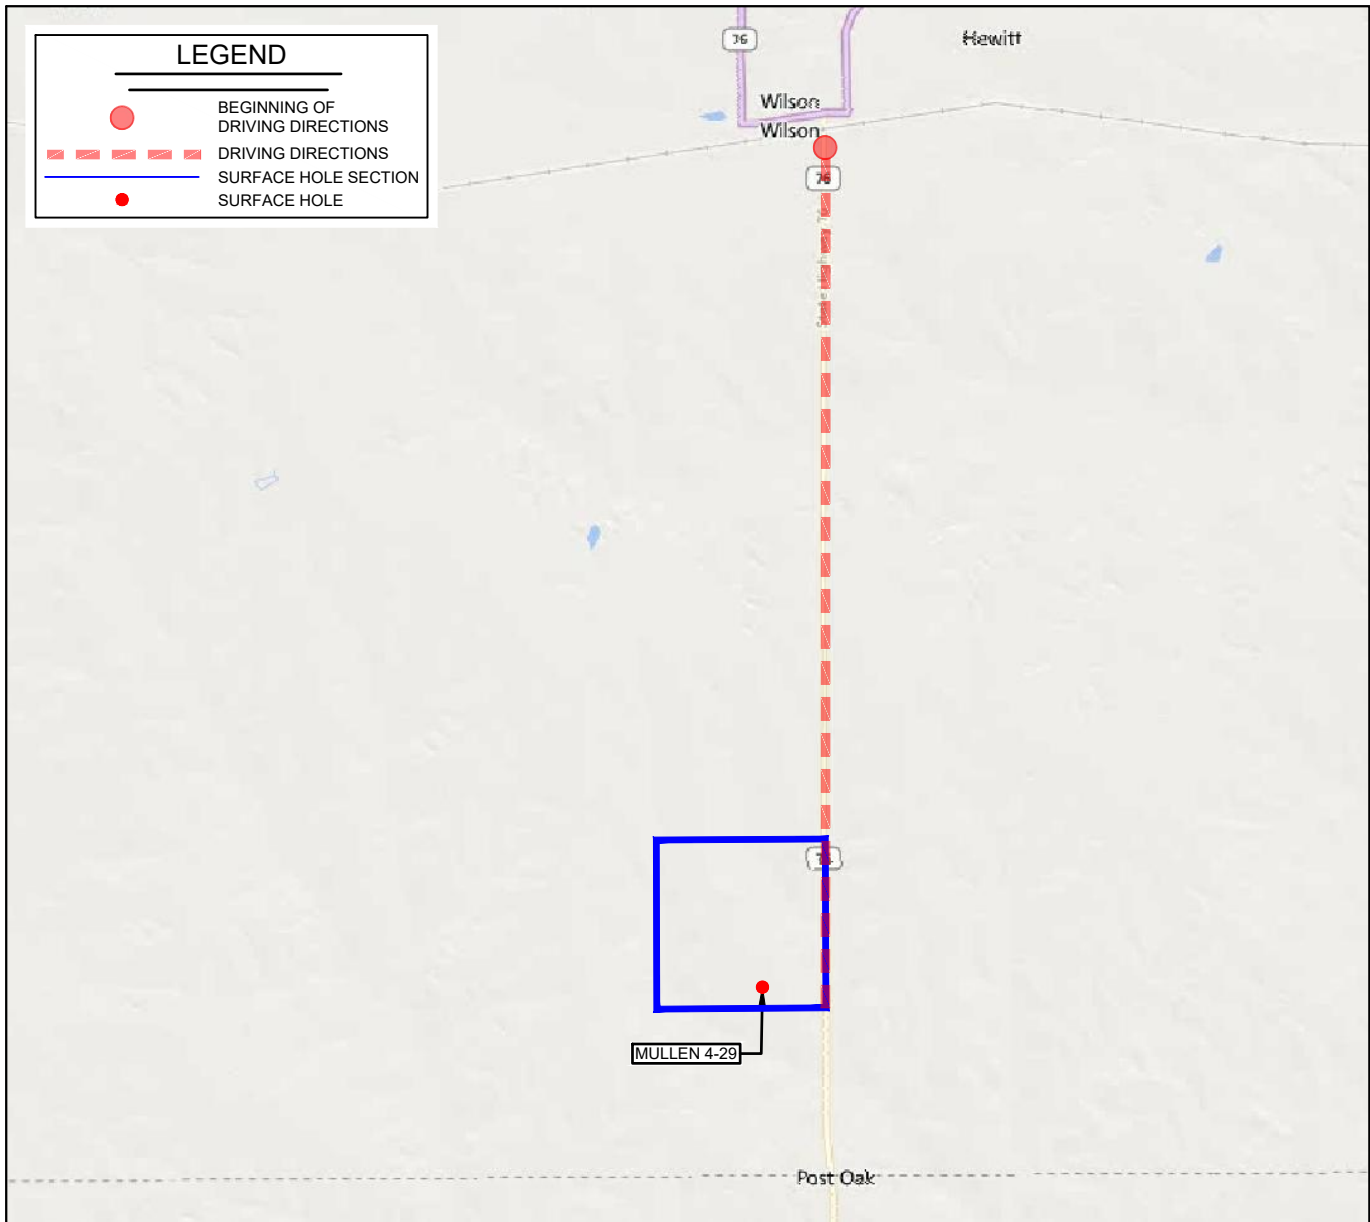 LEGEND
BEGINNING OF
DRIVING DIRECTIONS
DRIVING DIRECTIONS
SURFACE HOLE SECTION
SURFACE HOLE
76
Hewitt
Wilson
Wilson
76
MULLEN 4-29
Post Oak